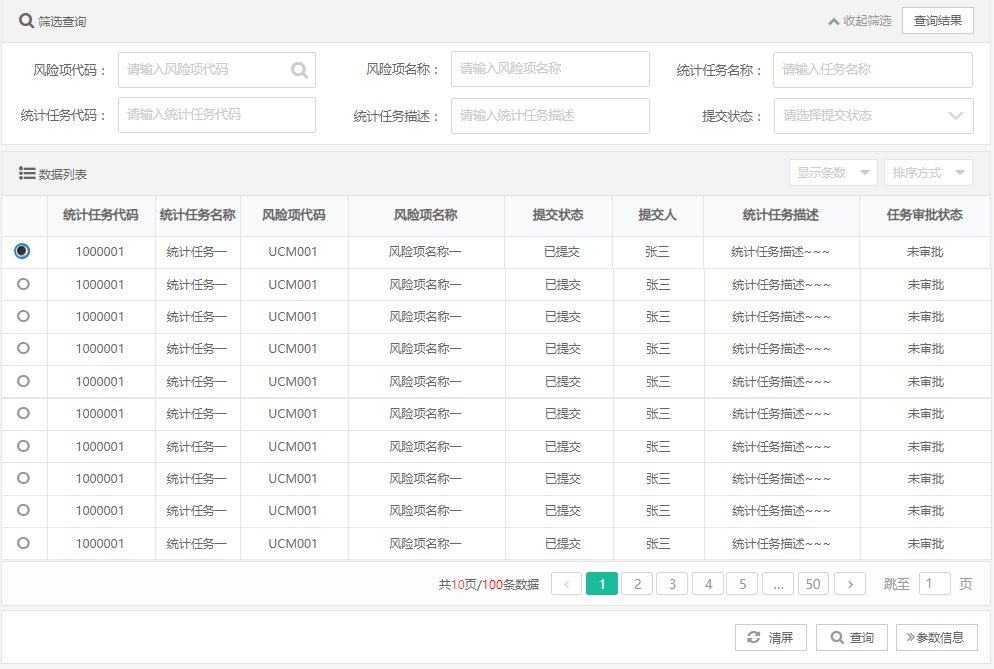 筛选查询 收起筛选 查询结果
风险项代码： 请输入风险项代码 风险项名称： 请输入风险项名称 统计任务名称： 请输入任务名称
统计任务代码： 请输入统计任务代码 统计任务描述： 请输入统计任务描述 提交状态： 请选择提交状态
数据列表 显示条数 排序方式
统计任务代码 统计任务名称 风险项代码 风险项名称 提交状态 提交人 统计任务描述 任务审批状态
1000001 统计任务一 UCM001 风险项名称一 已提交 张三 统计任务描述~~~ 未审批
1000001 统计任务一 UCM001 风险项名称一 已提交 张三 统计任务描述~~~ 未审批
1000001 统计任务一 UCM001 风险项名称一 已提交 张三 统计任务描述~~~ 未审批
1000001 统计任务一 UCM001 风险项名称一 已提交 张三 统计任务描述~~~ 未审批
1000001 统计任务一 UCM001 风险项名称一 已提交 张三 统计任务描述~~~ 未审批
1000001 统计任务一 UCM001 风险项名称一 已提交 张三 统计任务描述~~~ 未审批
1000001 统计任务一 UCM001 风险项名称一 已提交 张三 统计任务描述~~~ 未审批
1000001 统计任务一 UCM001 风险项名称一 已提交 张三 统计任务描述~~~ 未审批
1000001 统计任务一 UCM001 风险项名称一 已提交 张三 统计任务描述~~~ 未审批
1000001 统计任务一 UCM001 风险项名称一 已提交 张三 统计任务描述~~~ 未审批
共10页/100条数据 < 1 2 3 4 5 ... 50 > 跳至 1 页
清屏 查询 »参数信息